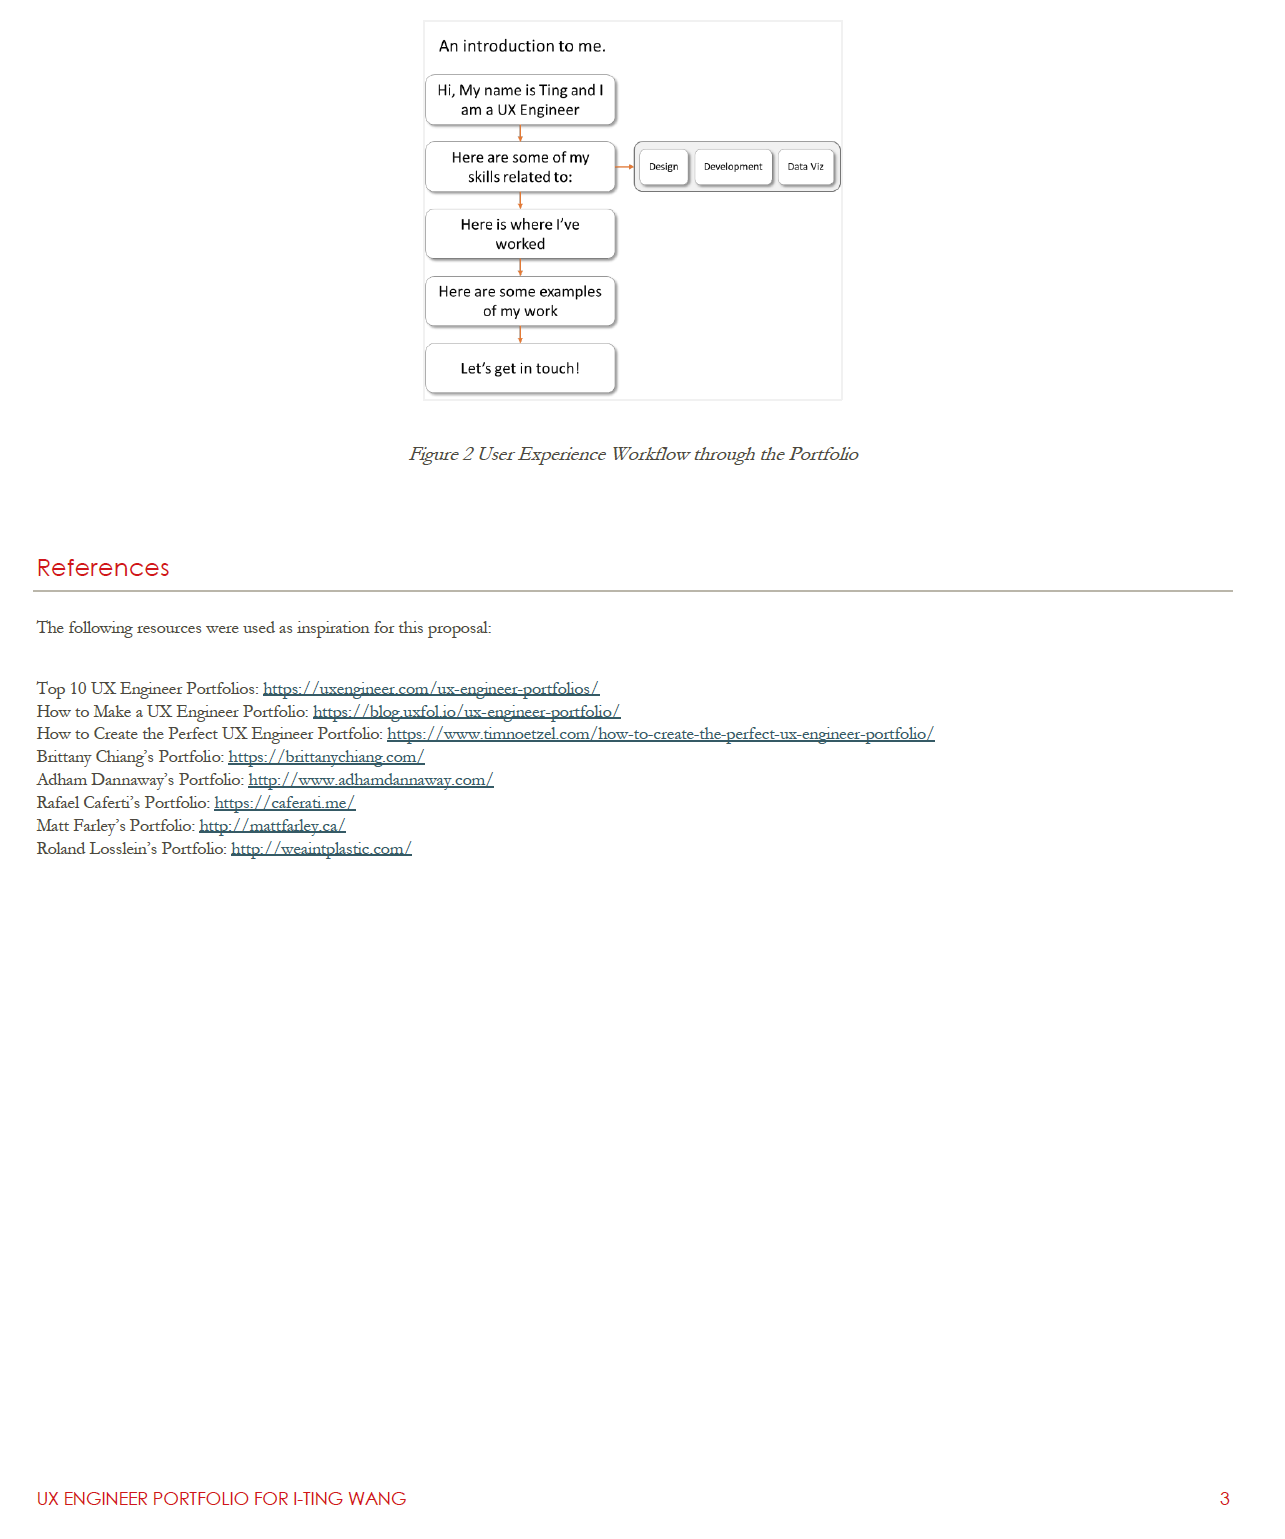 An introduction to me.
Hi, My name is Ting and I
am a UX Engineer
Here are some of my
skills related to:
Design
Development
Data Viz
Here is where I've
worked
Here are some examples
of my work
Let's get in touch!
Figure 2 User Experience Workflow through the Portfolio
References
The following resources were used as inspiration for this proposal:
Top 10 UX Engineer Portfolios: https://uxengineer.com/ux-engineer-portfolios/
How to Make a UX Engineer Portfolio: https://blog.uxfol.io/ux-engineer-portfolio/
How to Create the Perfect UX Engineer Portfolio: https://www.timnoetzel.com/how-to-create-the-perfect-ux-engineer-portfolio/
Brittany Chiang's Portfolio: https://brittanychiang.com/
Adham Dannaway's Portfolio: http://www.adhamdannaway.com/
Rafael Caferti's Portfolio: https://caferati.me/
Matt Farley's Portfolio: http://mattfarley.ca/
Roland Losslein's Portfolio: http://weaintplastic.com/
UX ENGINEER PORTFOLIO FOR I-TING WANG 3